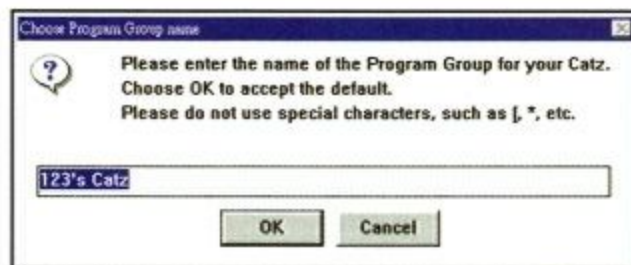 Choose Program Group name
Please enter the name of the Program Group for your Catz.
Choose OK to accept the default.
Please do not use special characters, such as [, *, etc.
123's Catz
OK
Cancel